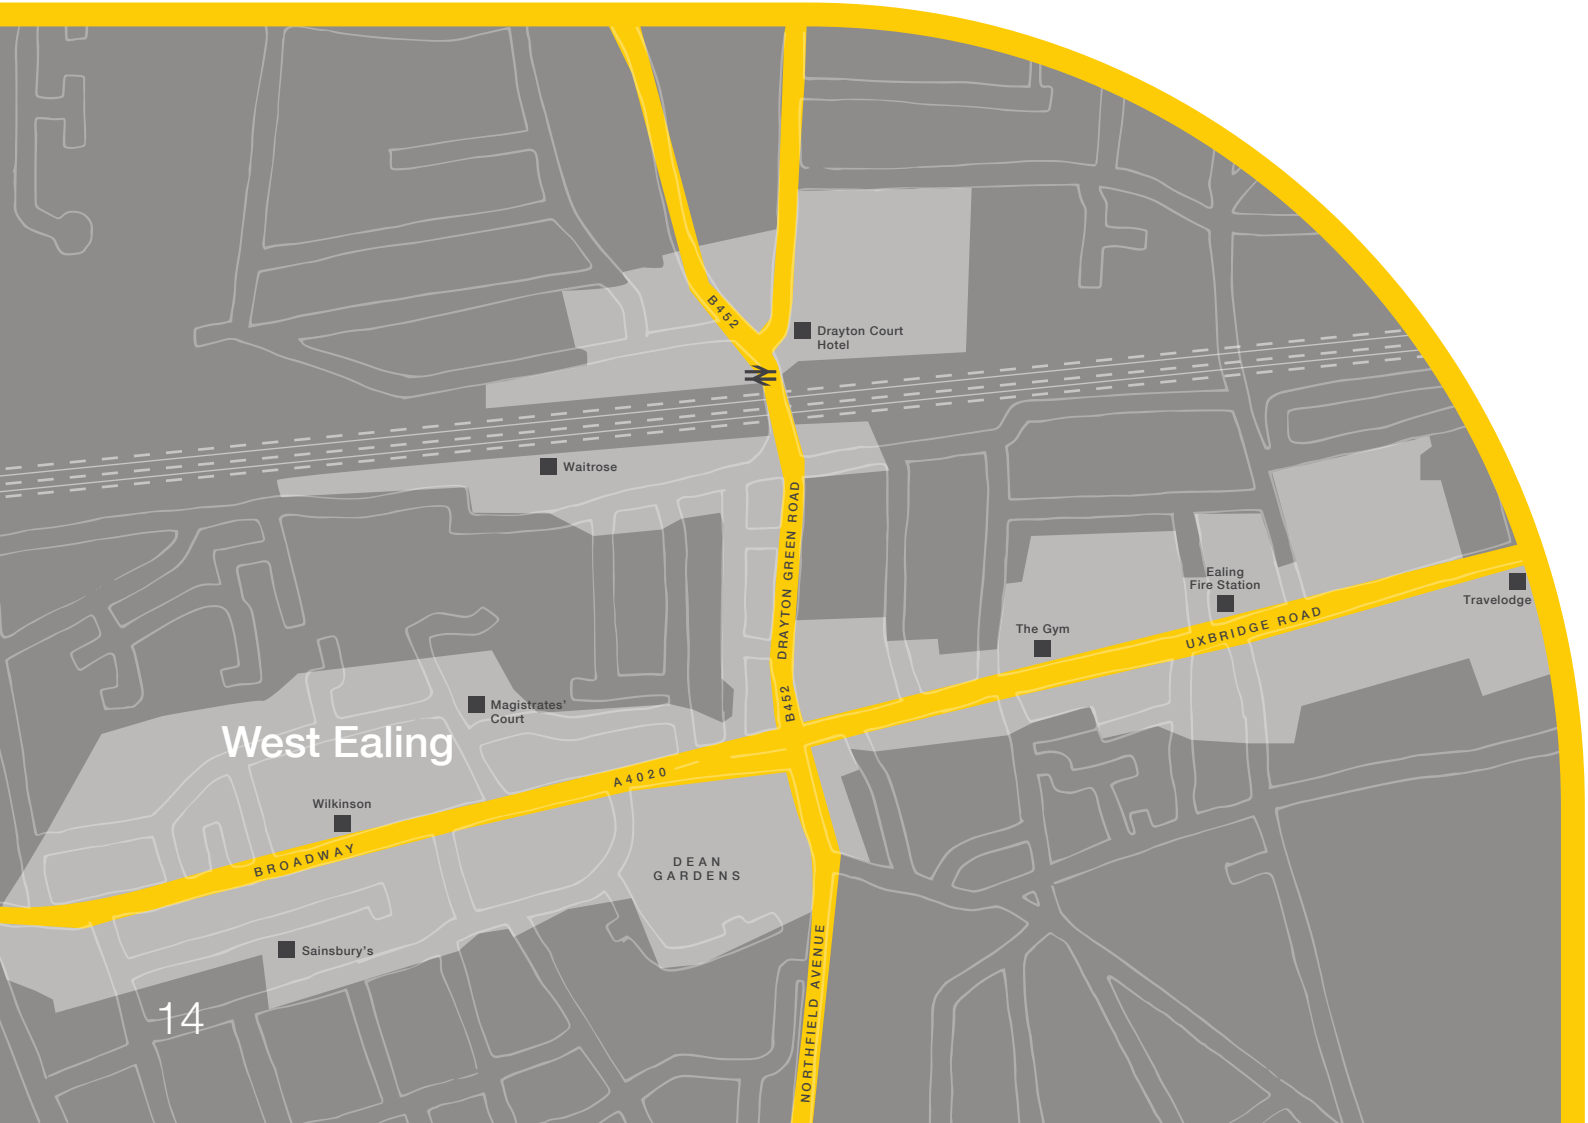 B452
Drayton Court
Hotel
Waitrose
DRAYTON GREEN ROAD
B452
Ealing
Fire Station
Travelodge
The Gym
UXBRIDGE ROAD
Magistrates'
Court
West Ealing
A4020
Wilkinson
BROADWAY
DEAN
GARDENS
Sainsbury's
NORTHFIELD AVENUE
14